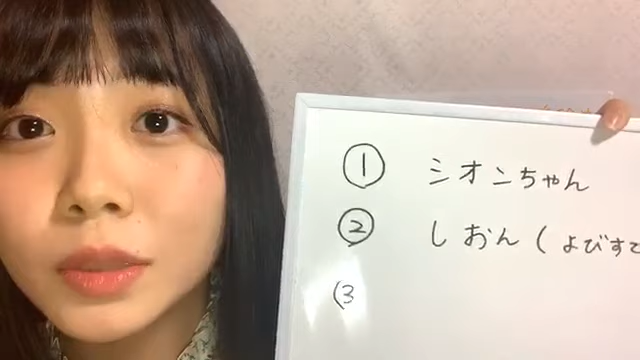 ① シオンちゃん
② しおん(よびすて
(3